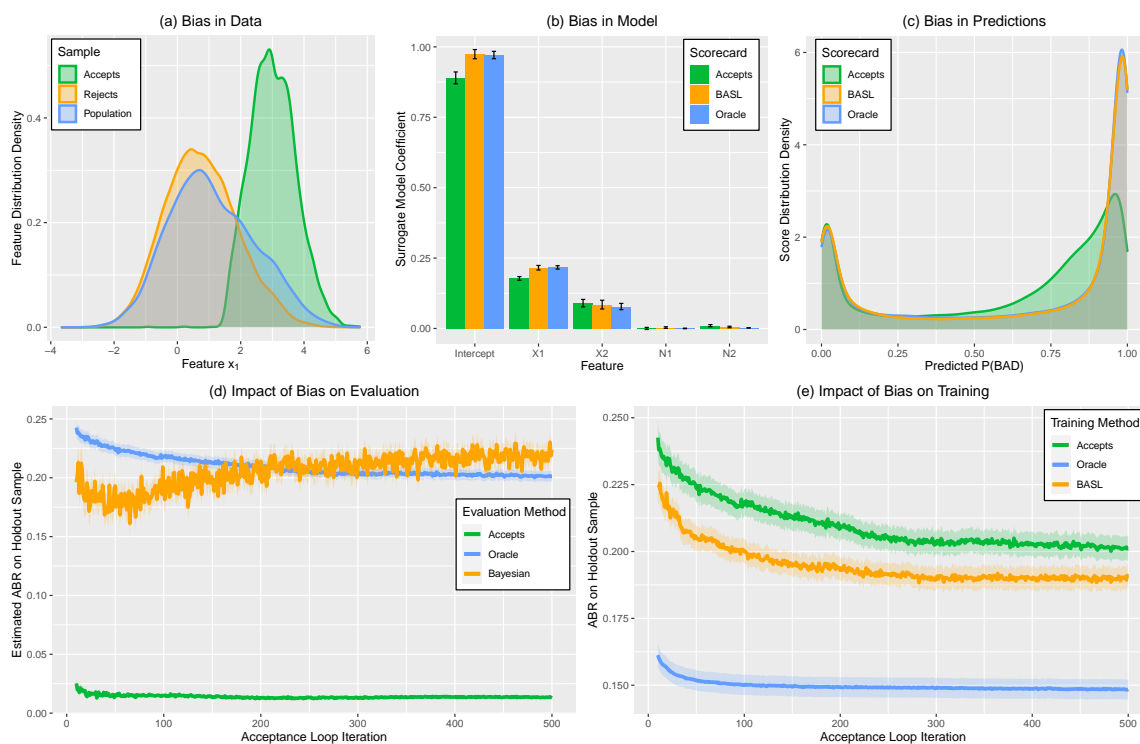 (a) Bias in Data
Feature Distribution Density
0.4
0.2
0.0
Sample
Accepts
Rejects
Population
−4
−2
0
2
4
6
Feature x1
(b) Bias in Model
Surrogate Model Coefficient
1.00
0.75
0.50
0.25
0.00
Scorecard
Accepts
BASL
Oracle
Intercept
X1
X2
N1
N2
Feature
(c) Bias in Predictions
Score Distribution Density
6
4
2
0
Scorecard
Accepts
BASL
Oracle
0.00
0.25
0.50
0.75
1.00
Predicted P(BAD)
(d) Impact of Bias on Evaluation
Estimated ABR on Holdout Sample
0.25
0.20
0.15
0.10
0.05
0.00
Evaluation Method
Accepts
Oracle
Bayesian
0
100
200
300
400
500
Acceptance Loop Iteration
(e) Impact of Bias on Training
ABR on Holdout Sample
0.250
0.225
0.200
0.175
0.150
Training Method
Accepts
Oracle
BASL
0
100
200
300
400
500
Acceptance Loop Iteration